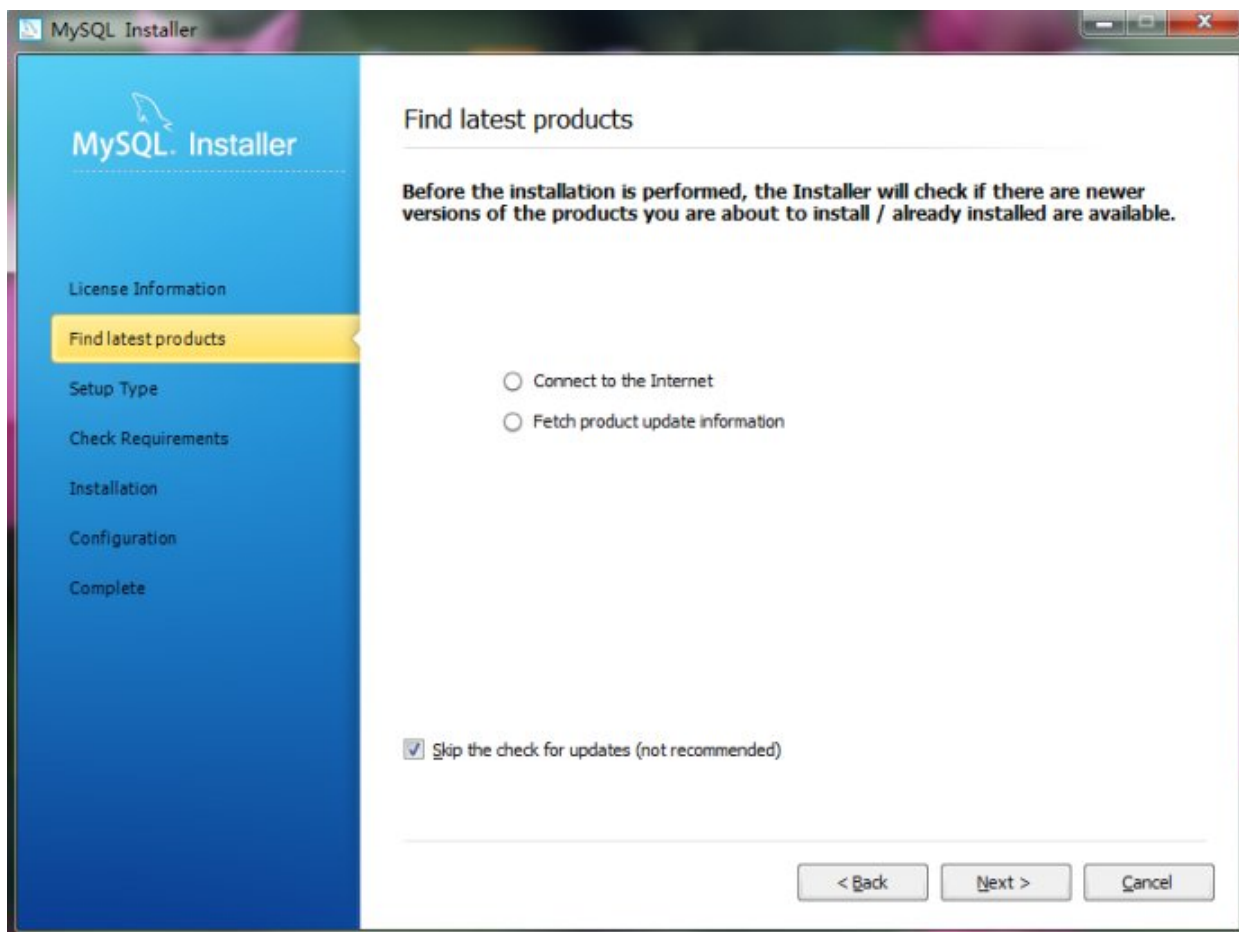 MySQL Installer
MySQL. Installer
License Information
Find latest products
Setup Type
Check Requirements
Installation
Configuration
Complete
Find latest products
Before the installation is performed, the Installer will check if there are newer
versions of the products you are about to install / already installed are available.
Connect to the Internet
Fetch product update information
Skip the check for updates (not recommended)
< Back Next > Cancel